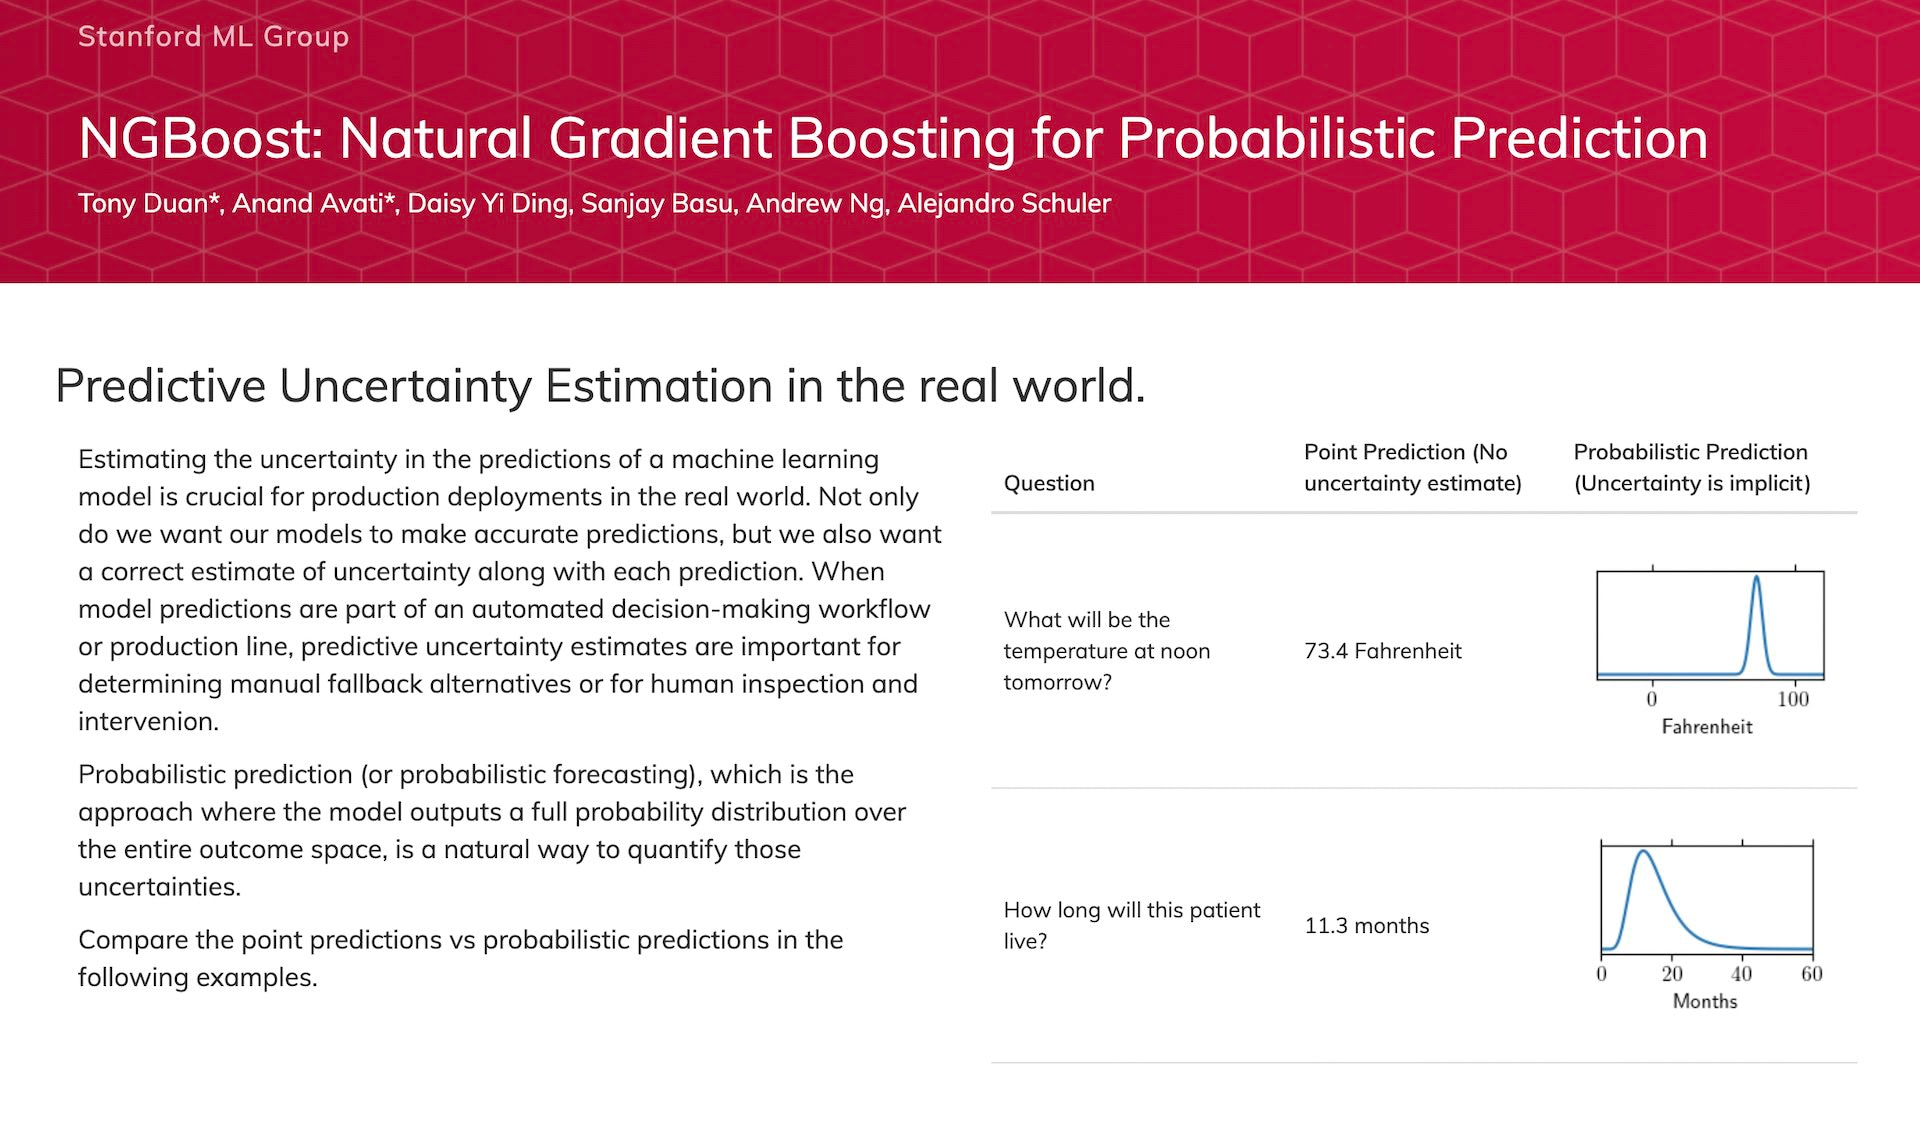 Stanford ML Group
NGBoost: Natural Gradient Boosting for Probabilistic Prediction
Tony Duan*, Anand Avati*, Daisy Yi Ding, Sanjay Basu, Andrew Ng, Alejandro Schuler
Predictive Uncertainty Estimation in the real world.
Estimating the uncertainty in the predictions of a machine learning
model is crucial for production deployments in the real world. Not only
do we want our models to make accurate predictions, but we also want
a correct estimate of uncertainty along with each prediction. When
model predictions are part of an automated decision-making workflow
or production line, predictive uncertainty estimates are important for
determining manual fallback alternatives or for human inspection and
intervenion.
Probabilistic prediction (or probabilistic forecasting), which is the
approach where the model outputs a full probability distribution over
the entire outcome space, is a natural way to quantify those
uncertainties.
Compare the point predictions vs probabilistic predictions in the
following examples.
Question
Point Prediction (No
uncertainty estimate)
Probabilistic Prediction
(Uncertainty is implicit)
What will be the
temperature at noon
tomorrow?
73.4 Fahrenheit
0 100
Fahrenheit
How long will this patient
live?
11.3 months
0 20 40 60
Months